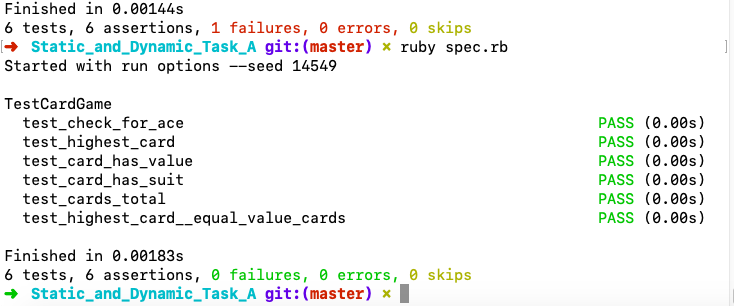 Finished in 0.00144s
6 tests, 6 assertions, 1 failures, 0 errors, 0 skips
➜ Static_and_Dynamic_Task_A git:(master) ✗ ruby spec.rb
Started with run options --seed 14549
TestCardGame
test_check_for_ace PASS (0.00s)
test_highest_card PASS (0.00s)
test_card_has_value PASS (0.00s)
test_card_has_suit PASS (0.00s)
test_cards_total PASS (0.00s)
test_highest_card__equal_value_cards PASS (0.00s)
Finished in 0.00183s
6 tests, 6 assertions, 0 failures, 0 errors, 0 skips
➜ Static_and_Dynamic_Task_A git:(master) ✗